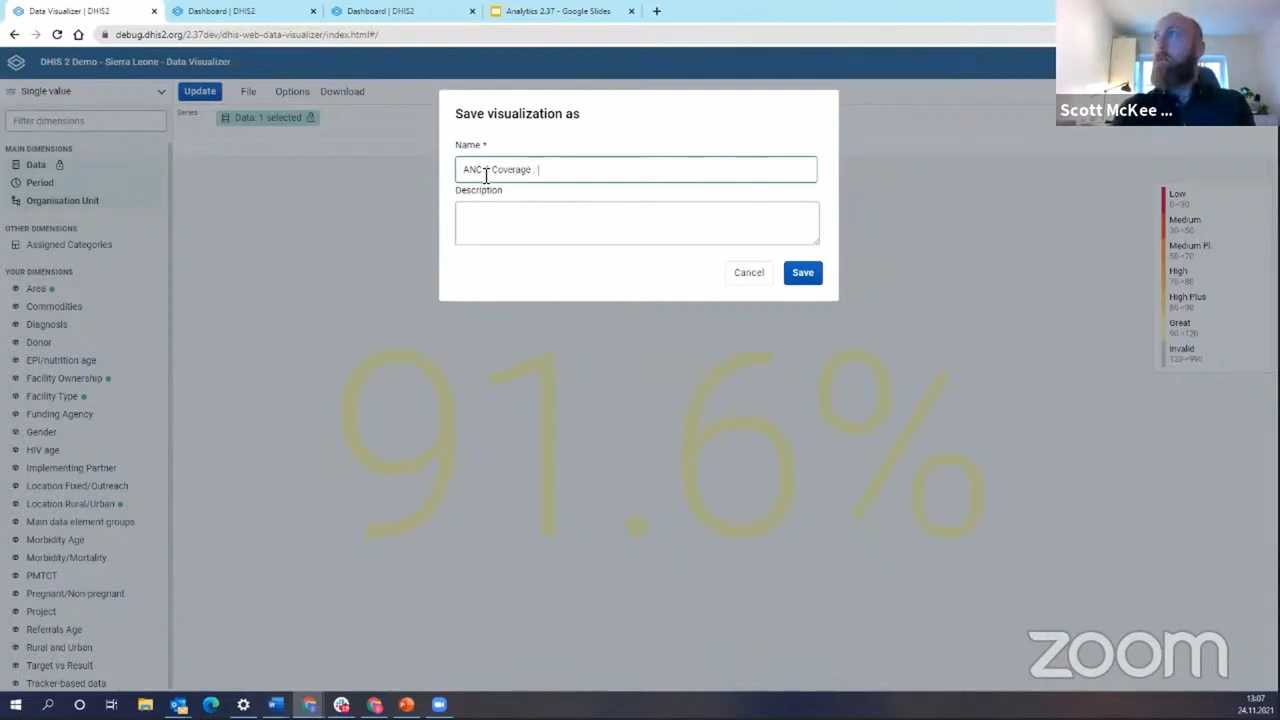 Data Visualizer | DHIS2
Dashboard | DHIS2
Dashboard | DHIS2
Analytics 2.37 - Google Slides
debug.dhis2.org/2.37dev/dhis-web-data-visualizer/index.html#/
DHIS 2 Demo - Sierra Leone - Data Visualizer
Single value
Update
File
Options
Download
Filter dimensions
Series
Data: 1 selected
MAIN DIMENSIONS
Data
Period
Organisation Unit
OTHER DIMENSIONS
Assigned Categories
YOUR DIMENSIONS
Area
Commodities
Diagnosis
Donor
EPI/nutrition age
Facility Ownership
Facility Type
Funding Agency
Gender
HIV age
Implementing Partner
Location Fixed/Outreach
Location Rural/Urban
Main data element groups
Morbidity Age
Morbidity/Mortality
PMTCT
Pregnant/Non-pregnant
Project
Referrals Age
Rural and Urban
Target vs Result
Tracker-based data
Save visualization as
Name *
ANC Coverage
Description
Cancel
Save
91.6%
Low
0-<30
Medium
30-<50
Medium Pl.
50-<70
High
70-<80
High Plus
80-<90
Great
90-<120
Invalid
120-<990
Scott McKee ...
zoom
13:07
24.11.2021